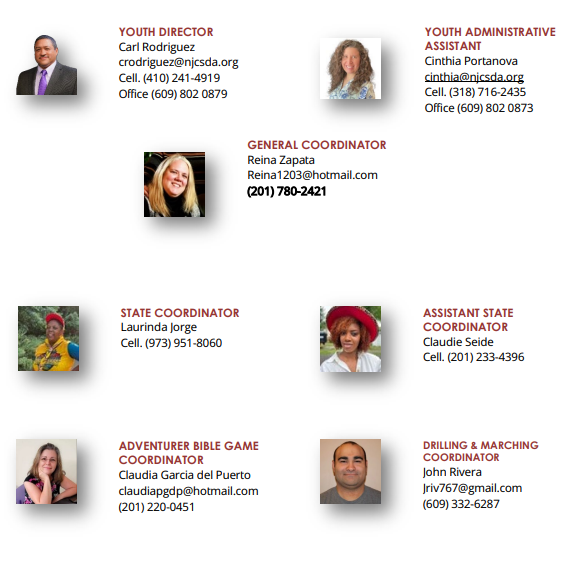 YOUTH DIRECTOR
Carl Rodriguez
crodriguez@njcsda.org
Cell. (410) 241-4919
Office (609) 802 0879
YOUTH ADMINISTRATIVE
ASSISTANT
Cinthia Portanova
cinthia@njcsda.org
Cell. (318) 716-2435
Office (609) 802 0873
GENERAL COORDINATOR
Reina Zapata
Reina1203@hotmail.com
(201) 780-2421
STATE COORDINATOR
Laurinda Jorge
Cell. (973) 951-8060
ASSISTANT STATE
COORDINATOR
Claudie Seide
Cell. (201) 233-4396
ADVENTURER BIBLE GAME
COORDINATOR
Claudia Garcia del Puerto
claudiapgdp@hotmail.com
(201) 220-0451
DRILLING & MARCHING
COORDINATOR
John Rivera
Jriv767@gmail.com
(609) 332-6287